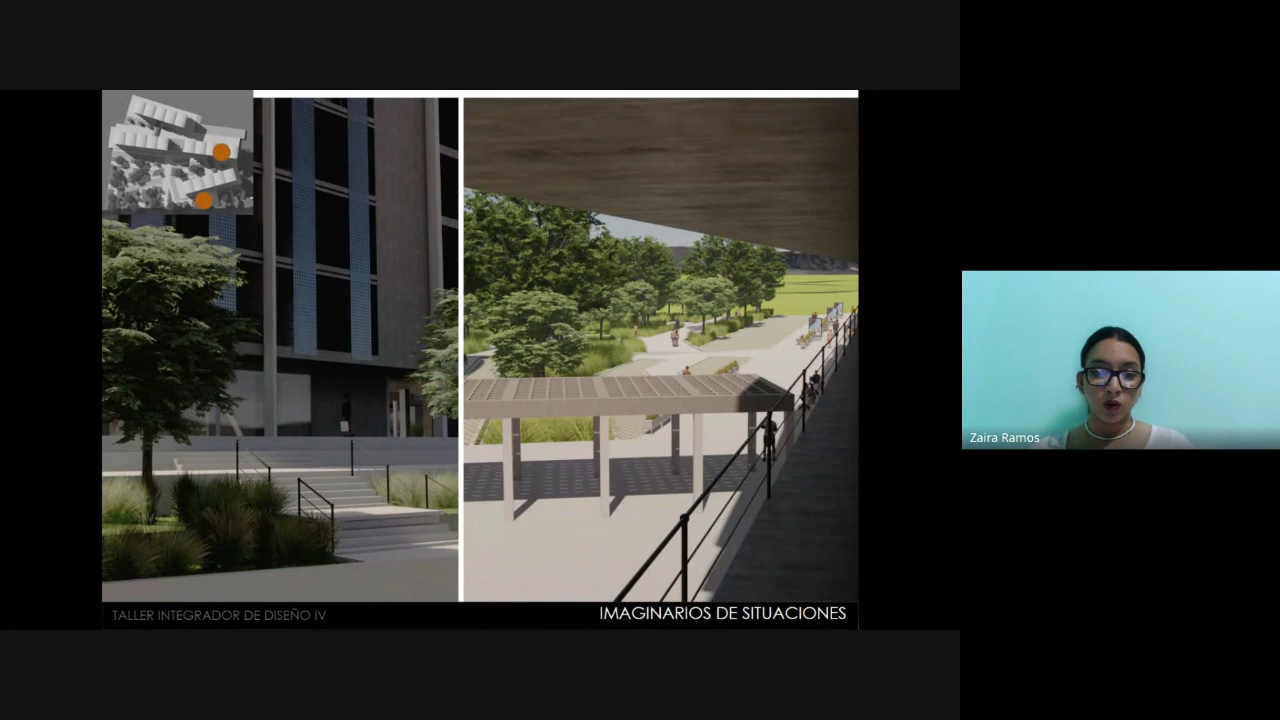 Zaira Ramos
TALLER INTEGRADOR DE DISEÑO IV
IMAGINARIOS DE SITUACIONES